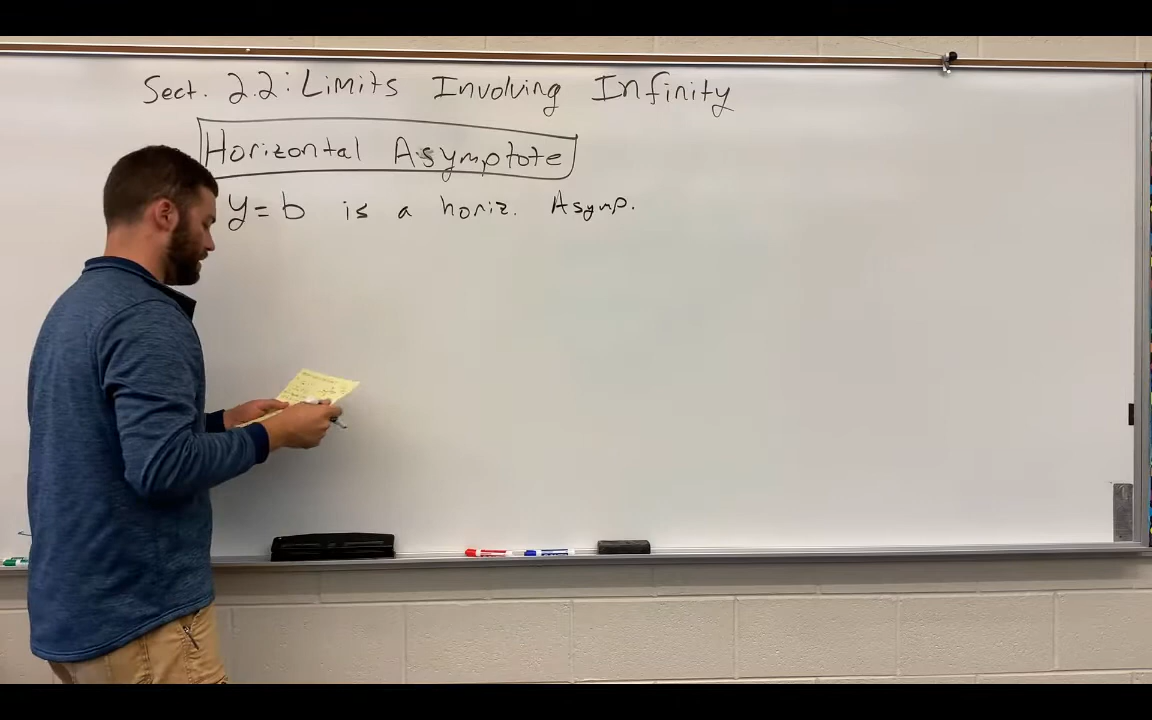 Sect. 2.2: Limits Involving Infinity
Horizontal Asymptote
y = b is a horiz. Asymp.